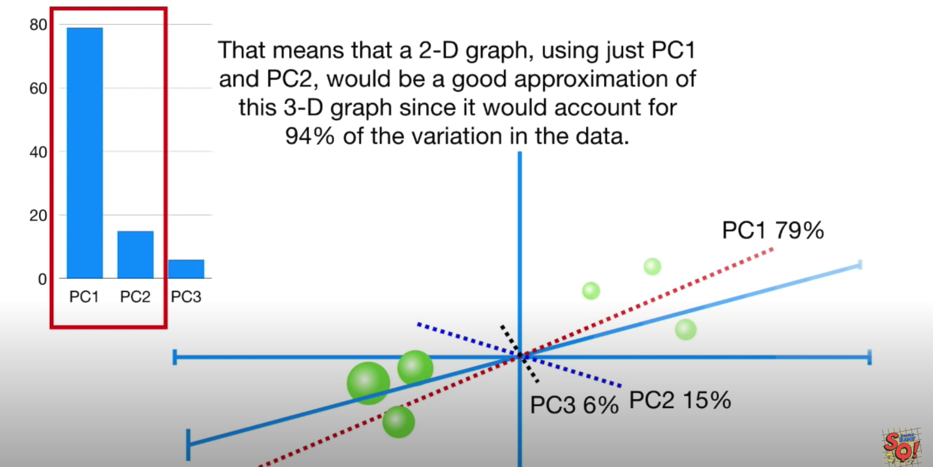 80
60
40
20
0
PC1 PC2 PC3
That means that a 2-D graph, using just PC1
and PC2, would be a good approximation of
this 3-D graph since it would account for
94% of the variation in the data.
PC1 79%
PC3 6% PC2 15%
SQ!